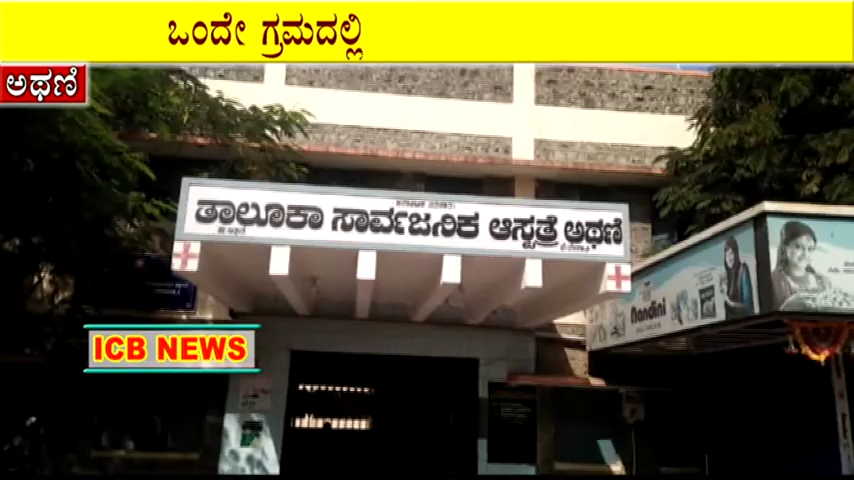 ಒಂದೇ ಗ್ರಮದಲ್ಲಿ
ಅಥಣಿ
ತಾಲೂಕಾ ಸಾರ್ವಜನಿಕ ಆಸ್ಪತ್ರೆ ಅಥಣಿ
Nandini
ICB NEWS